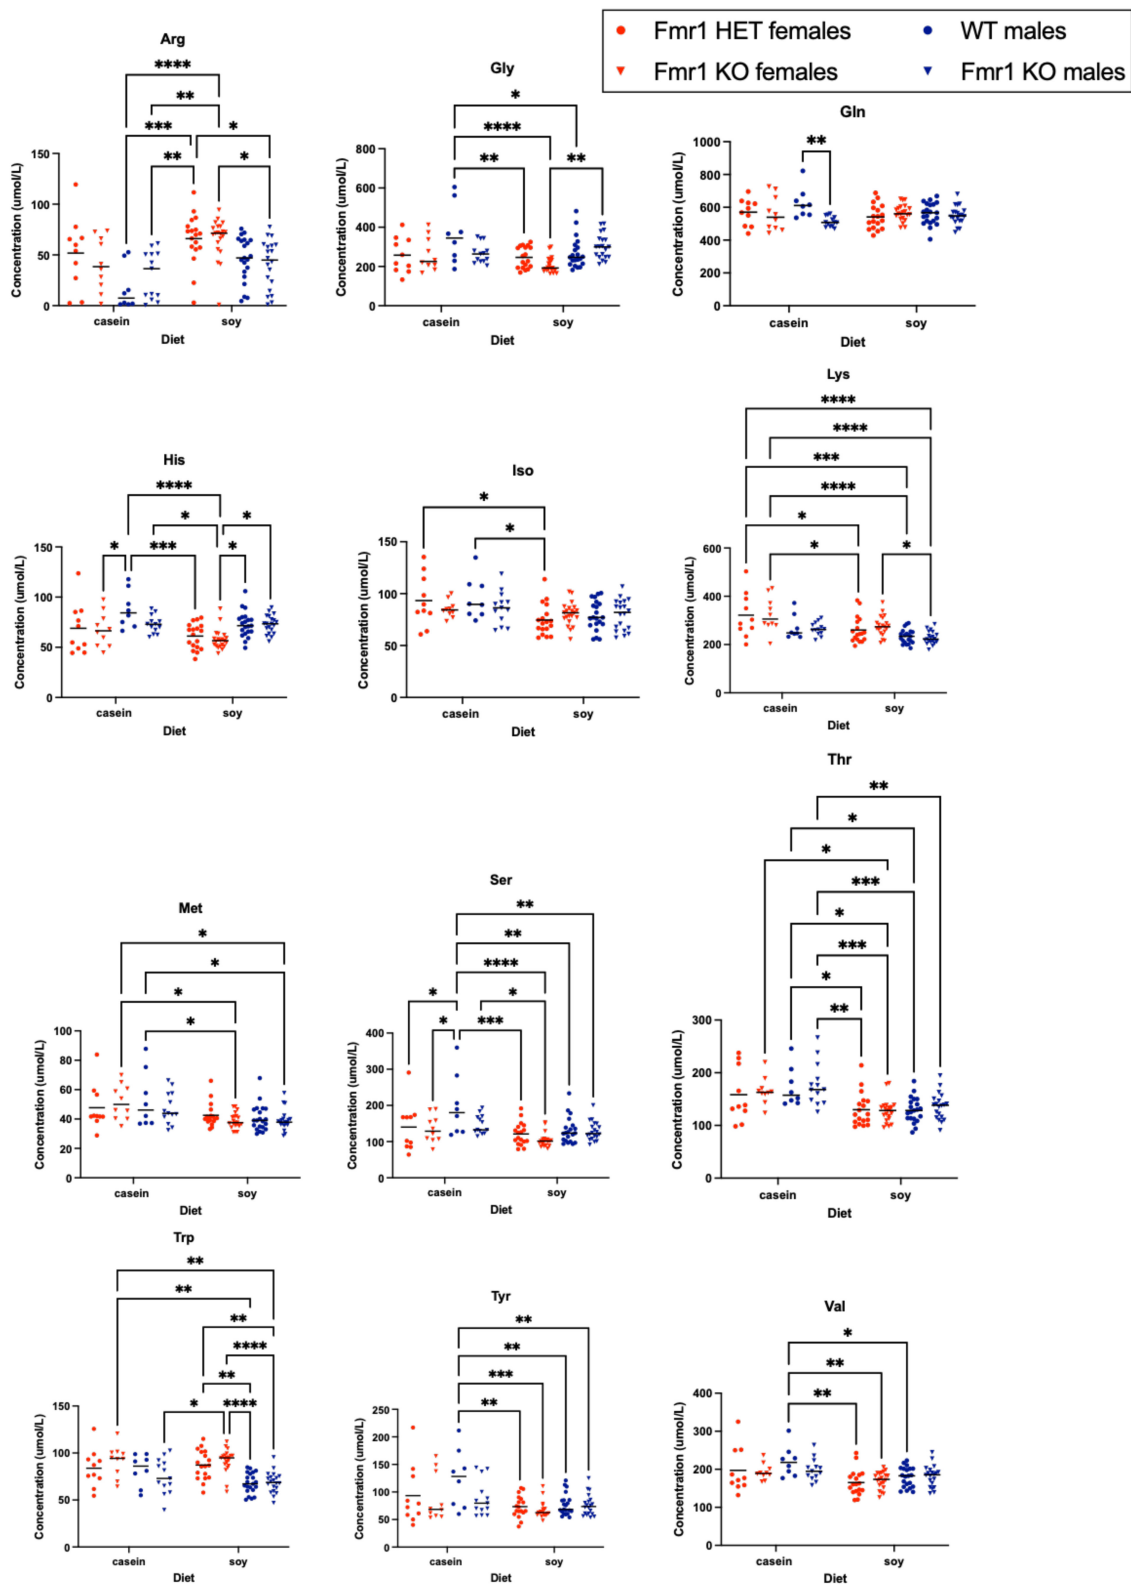 Fmr1 HET females
WT males
Fmr1 KO females
Fmr1 KO males
Arg
****
**
***
*
**
*
Concentration (umol/L)
150
100
50
0
casein
soy
Diet
Gly
*
****
**
**
Concentration (umol/L)
800
600
400
200
0
casein
soy
Diet
Gln
**
Concentration (umol/L)
1000
800
600
400
200
0
casein
soy
Diet
His
****
*
*
*
***
*
Concentration (umol/L)
150
100
50
0
casein
soy
Diet
Iso
*
*
Concentration (umol/L)
150
100
50
0
casein
soy
Diet
Lys
****
****
***
****
*
*
*
Concentration (umol/L)
600
400
200
0
casein
soy
Diet
Met
*
*
*
*
Concentration (umol/L)
100
80
60
40
20
0
casein
soy
Diet
Ser
**
**
****
*
*
*
***
Concentration (umol/L)
400
300
200
100
0
casein
soy
Diet
Thr
**
*
*
***
*
***
*
**
Concentration (umol/L)
300
200
100
0
casein
soy
Diet
Trp
**
**
**
****
**
*
****
Concentration (umol/L)
150
100
50
0
casein
soy
Diet
Tyr
**
**
***
**
Concentration (umol/L)
250
200
150
100
50
0
casein
soy
Diet
Val
*
**
**
Concentration (umol/L)
400
300
200
100
0
casein
soy
Diet